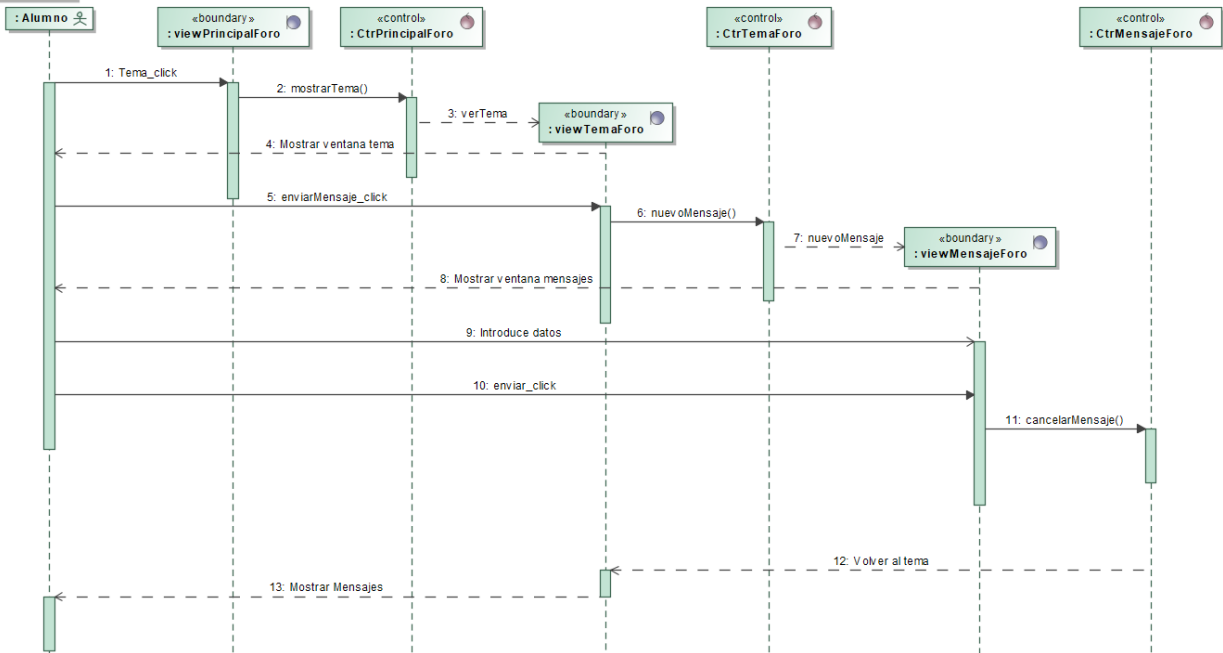 : Alumno
«boundary»
: viewPrincipalForo
«control»
: CtrPrincipalForo
«control»
: CtrTemaForo
«control»
: CtrMensajeForo
1: Tema_click
2: mostrarTema()
3: verTema
«boundary»
: viewTemaForo
4: Mostrar ventana tema
5: enviarMensaje_click
6: nuevoMensaje()
7: nuevoMensaje
«boundary»
: viewMensajeForo
8: Mostrar ventana mensajes
9: Introduce datos
10: enviar_click
11: cancelarMensaje()
12: Volver al tema
13: Mostrar Mensajes